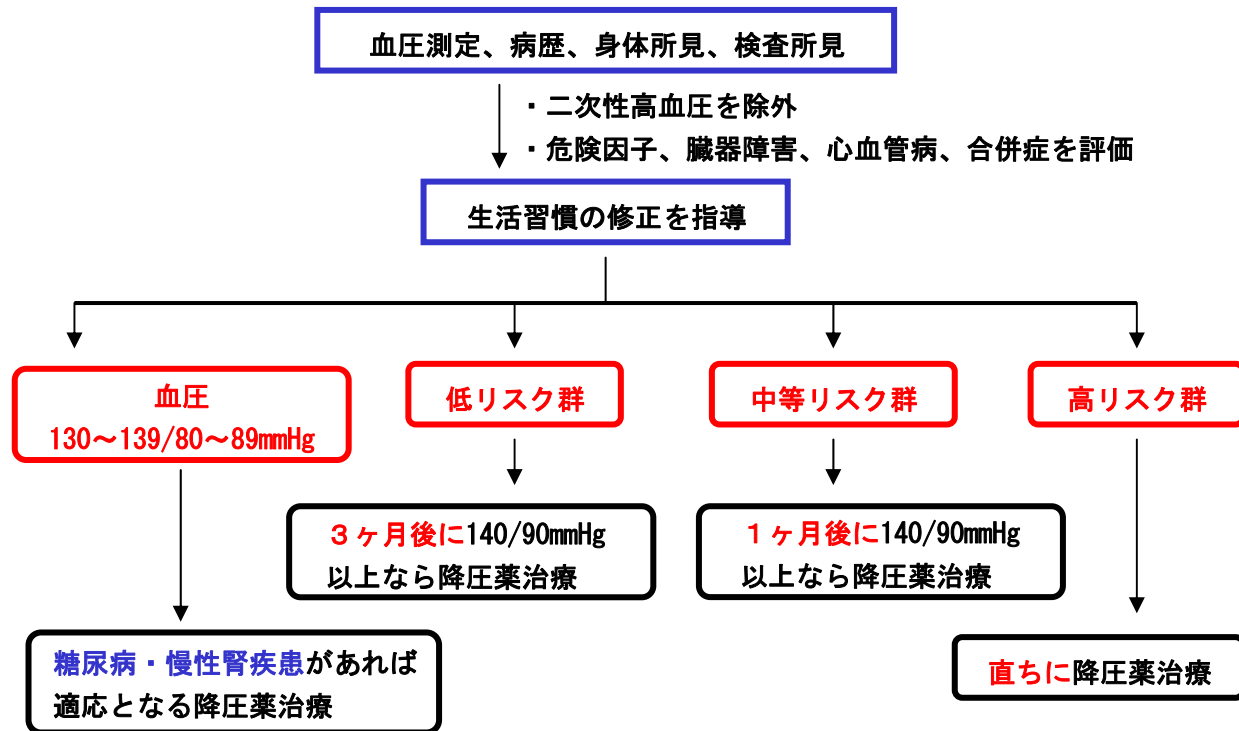 血圧測定、病歴、身体所見、検査所見
・二次性高血圧を除外
・危険因子、臓器障害、心血管病、合併症を評価
生活習慣の修正を指導
血圧
130～139/80～89mmHg
低リスク群
中等リスク群
高リスク群
３ヶ月後に140/90mmHg
以上なら降圧薬治療
１ヶ月後に140/90mmHg
以上なら降圧薬治療
糖尿病・慢性腎疾患があれば
適応となる降圧薬治療
直ちに降圧薬治療